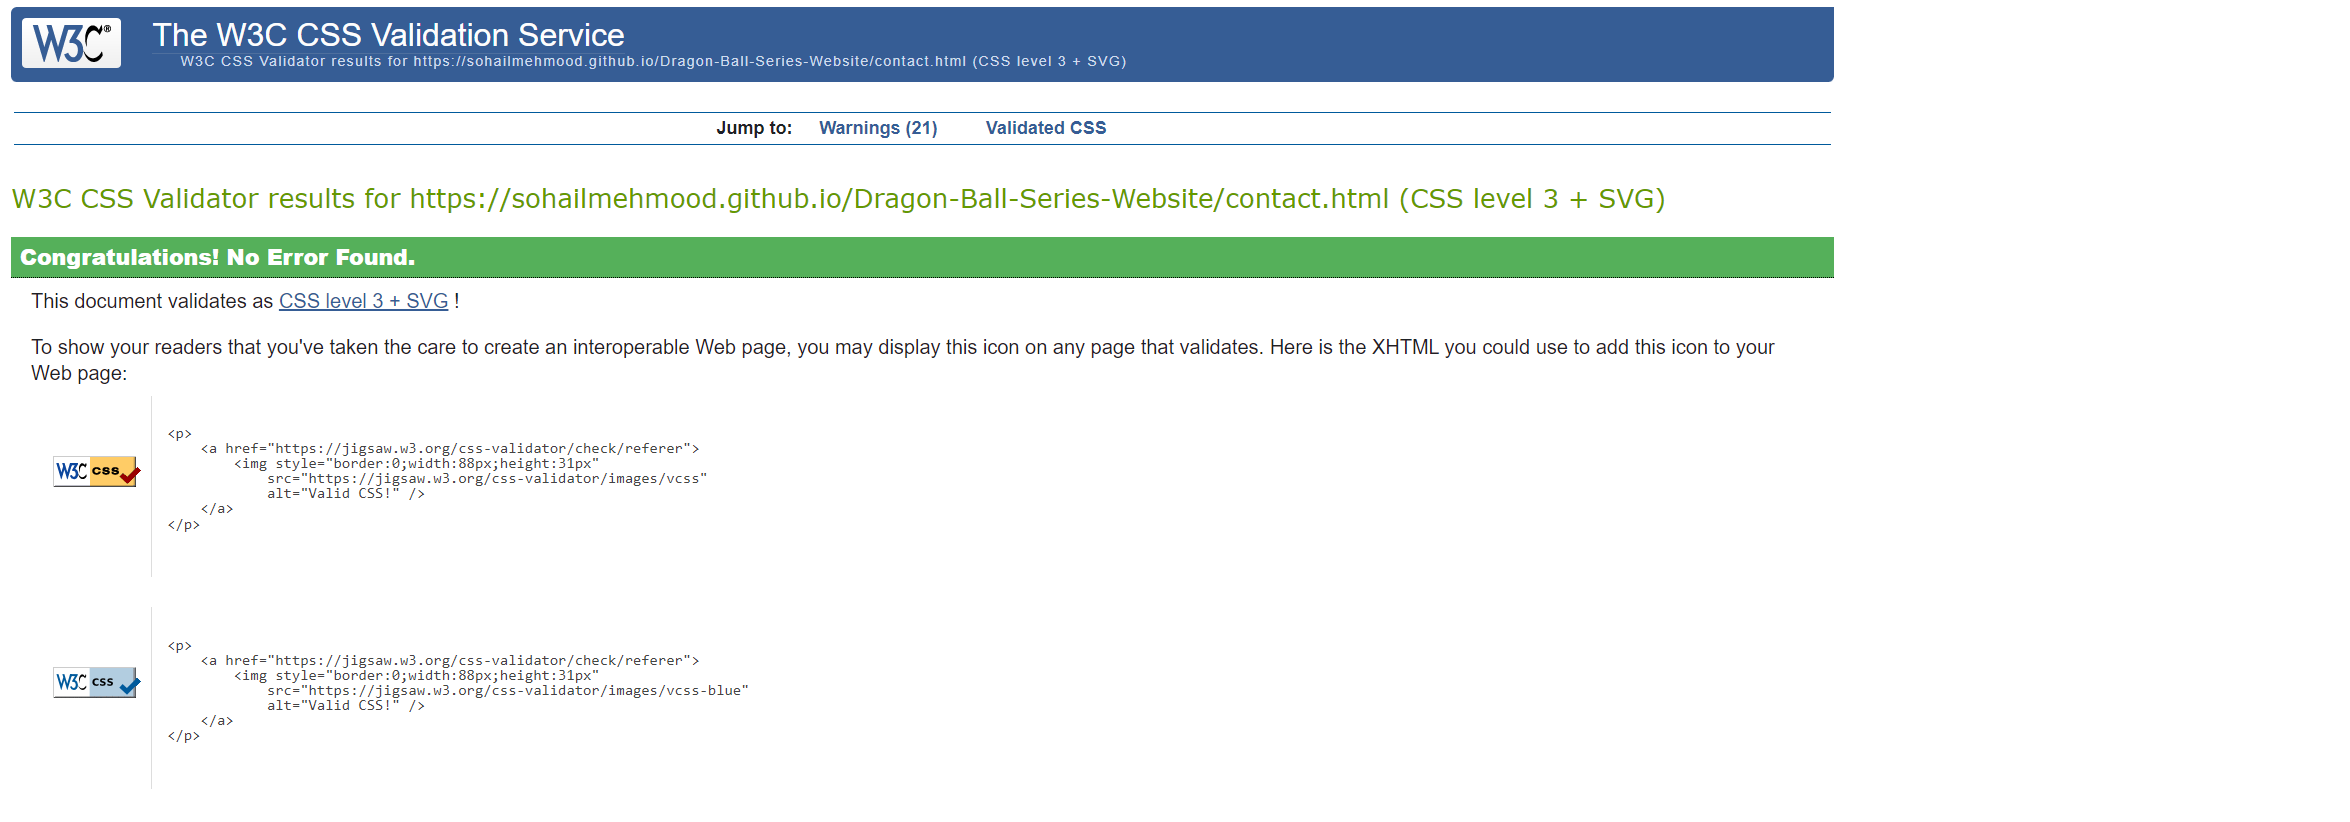 W3C®
The W3C CSS Validation Service
W3C CSS Validator results for https://sohailmehmood.github.io/Dragon-Ball-Series-Website/contact.html (CSS level 3 + SVG)
Jump to: Warnings (21) Validated CSS
W3C CSS Validator results for https://sohailmehmood.github.io/Dragon-Ball-Series-Website/contact.html (CSS level 3 + SVG)
Congratulations! No Error Found.
This document validates as CSS level 3 + SVG !
To show your readers that you've taken the care to create an interoperable Web page, you may display this icon on any page that validates. Here is the XHTML you could use to add this icon to your
Web page:
W3C css
<p>
    <a href="https://jigsaw.w3.org/css-validator/check/referer">
        <img style="border:0;width:88px;height:31px"
            src="https://jigsaw.w3.org/css-validator/images/vcss"
            alt="Valid CSS!" />
    </a>
</p>
W3C css
<p>
    <a href="https://jigsaw.w3.org/css-validator/check/referer">
        <img style="border:0;width:88px;height:31px"
            src="https://jigsaw.w3.org/css-validator/images/vcss-blue"
            alt="Valid CSS!" />
    </a>
</p>